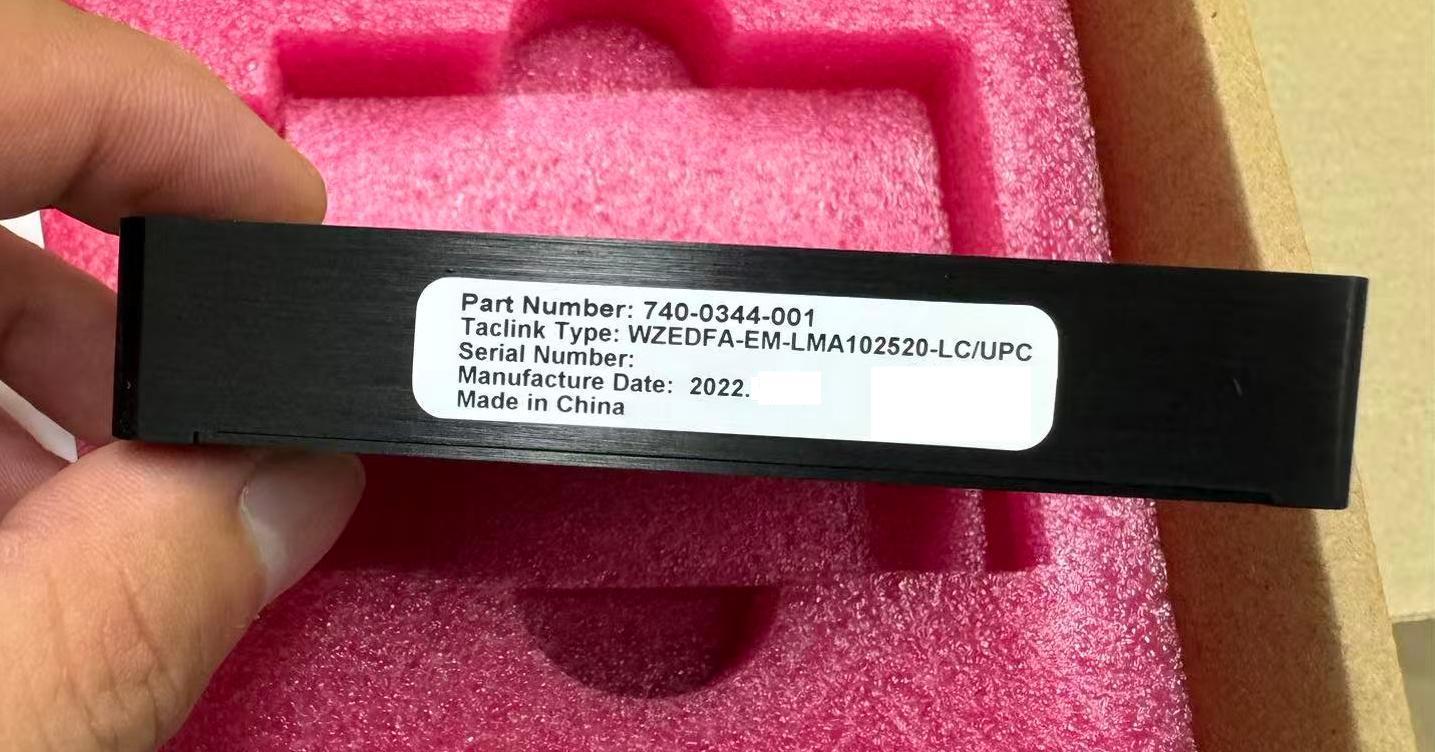 Part Number: 740-0344-001
Taclink Type: WZEDFA-EM-LMA102520-LC/UPC
Serial Number:
Manufacture Date: 2022.
Made in China